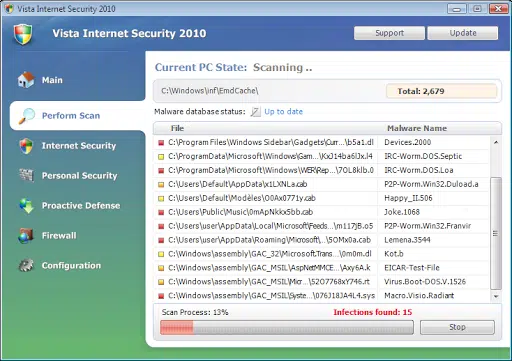 Vista Internet Security 2010
Vista Internet Security 2010
Support
Update
Main
Perform Scan
Internet Security
Personal Security
Proactive Defense
Firewall
Configuration
Current PC State: Scanning ..
C:\Windows\inf\EmdCache\
Total: 2,679
Malware database status: Up to date
File Malware Name
C:\Program Files\Windows Sidebar\Gadgets\Curr...\b5a1.dl Devices.2000
C:\ProgramData\Microsoft\Windows\Gam... KxJ14ba6lJx.l4 IRC-Worm.DOS.Septic
C:\ProgramData\Microsoft\Windows\WER\Rep... 7OL8klb.0 IRC-Worm.DOS.Loa
C:\Users\Default\AppData\x1LXNLa.cab P2P-Worm.Win32.Duload.a
C:\Users\Default\Modèles\O0Ax0771y.cab Happy_II.506
C:\Users\Public\Music\0mApNkkx5bb.cab Joke.1068
C:\Users\user\AppData\Local\Microsoft\Feeds...m117jB.o5 P2P-Worm.Win32.Franvir
C:\Users\user\AppData\Roaming\Microsoft\...\5OMx0a.cab Lemena.3544
C:\Windows\assembly\GAC_32\Microsoft.Trans...\0m0m.dl Kot.b
C:\Windows\assembly\GAC_MSIL\AspNetMMCE...Axy6A.k EICAR-Test-File
C:\Windows\assembly\GAC_MSIL\Micr...52O7768xY746.rt Virus.Boot-DOS.V.1526
C:\Windows\assembly\GAC_MSIL\Syste...\076J18JA4L4.sys Macro.Visio.Radiant
Scan Process: 13%
Infections found: 15
Stop